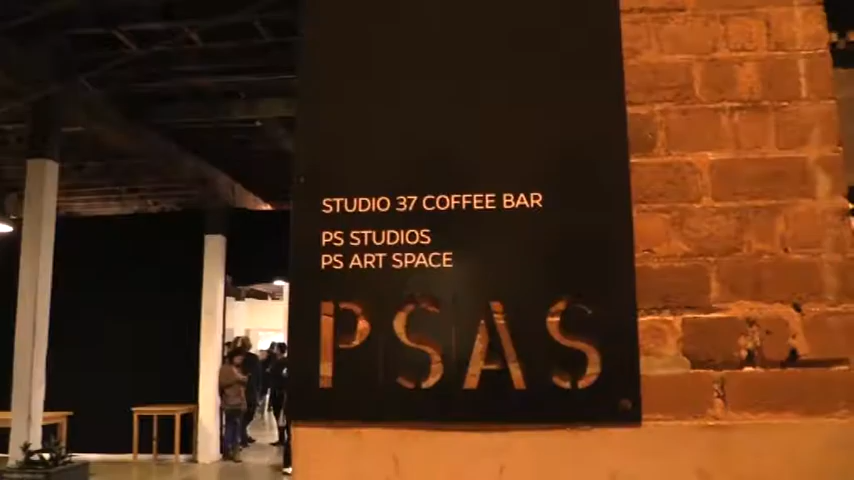 STUDIO 37 COFFEE BAR
PS STUDIOS
PS ART SPACE
PSAS